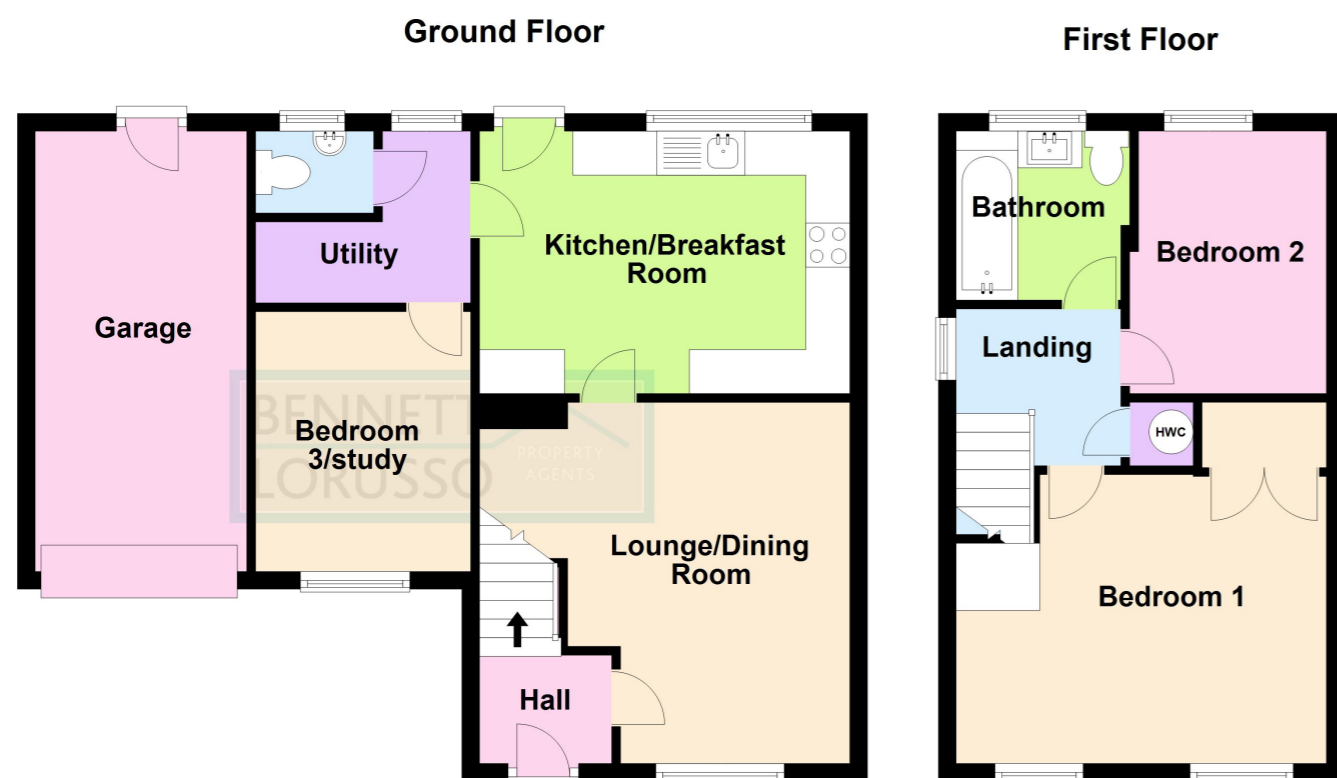 Ground Floor
First Floor
Garage
Utility
Kitchen/Breakfast
Room
Bedroom
3/study
Lounge/Dining
Room
Hall
BENNETT
LORUSSO
PROPERTY
AGENTS
Bathroom
Bedroom 2
Landing
HWC
Bedroom 1